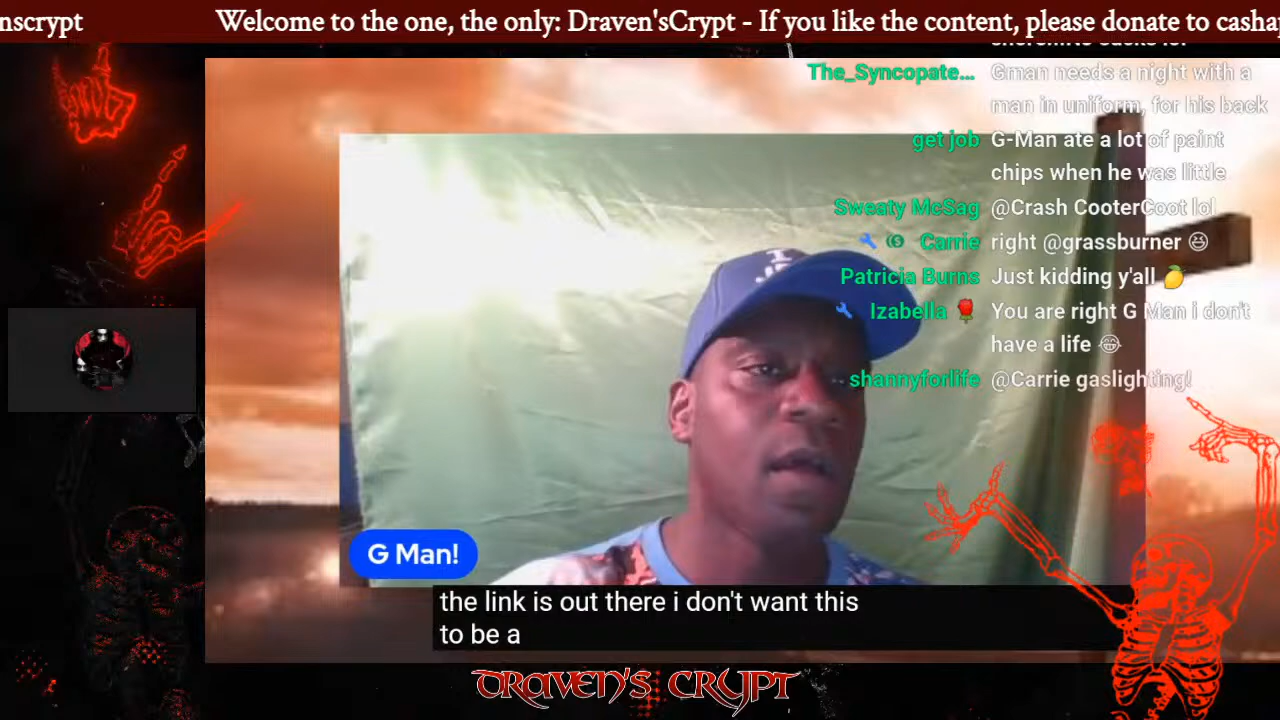 nscrypt Welcome to the one, the only: Draven'sCrypt - If you like the content, please donate to casha
The_Syncopate... Gman needs a night with a
man in uniform, for his back
get job G-Man ate a lot of paint
chips when he was little
Sweaty McSag @Crash CooterCoot lol
Carrie right @grassburner 😆
Patricia Burns Just kidding y'all 🍋
Izabella 🌹 You are right G Man i don't
have a life 😂
shannyforlife @Carrie gaslighting!
G Man!
the link is out there i don't want this
to be a
DRAVEN'S CRYPT